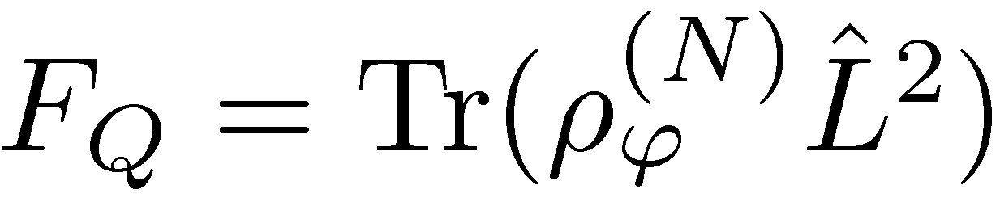 $F_Q = \mathrm{Tr}(\rho_{\varphi}^{(N)} \hat{L}^2)$